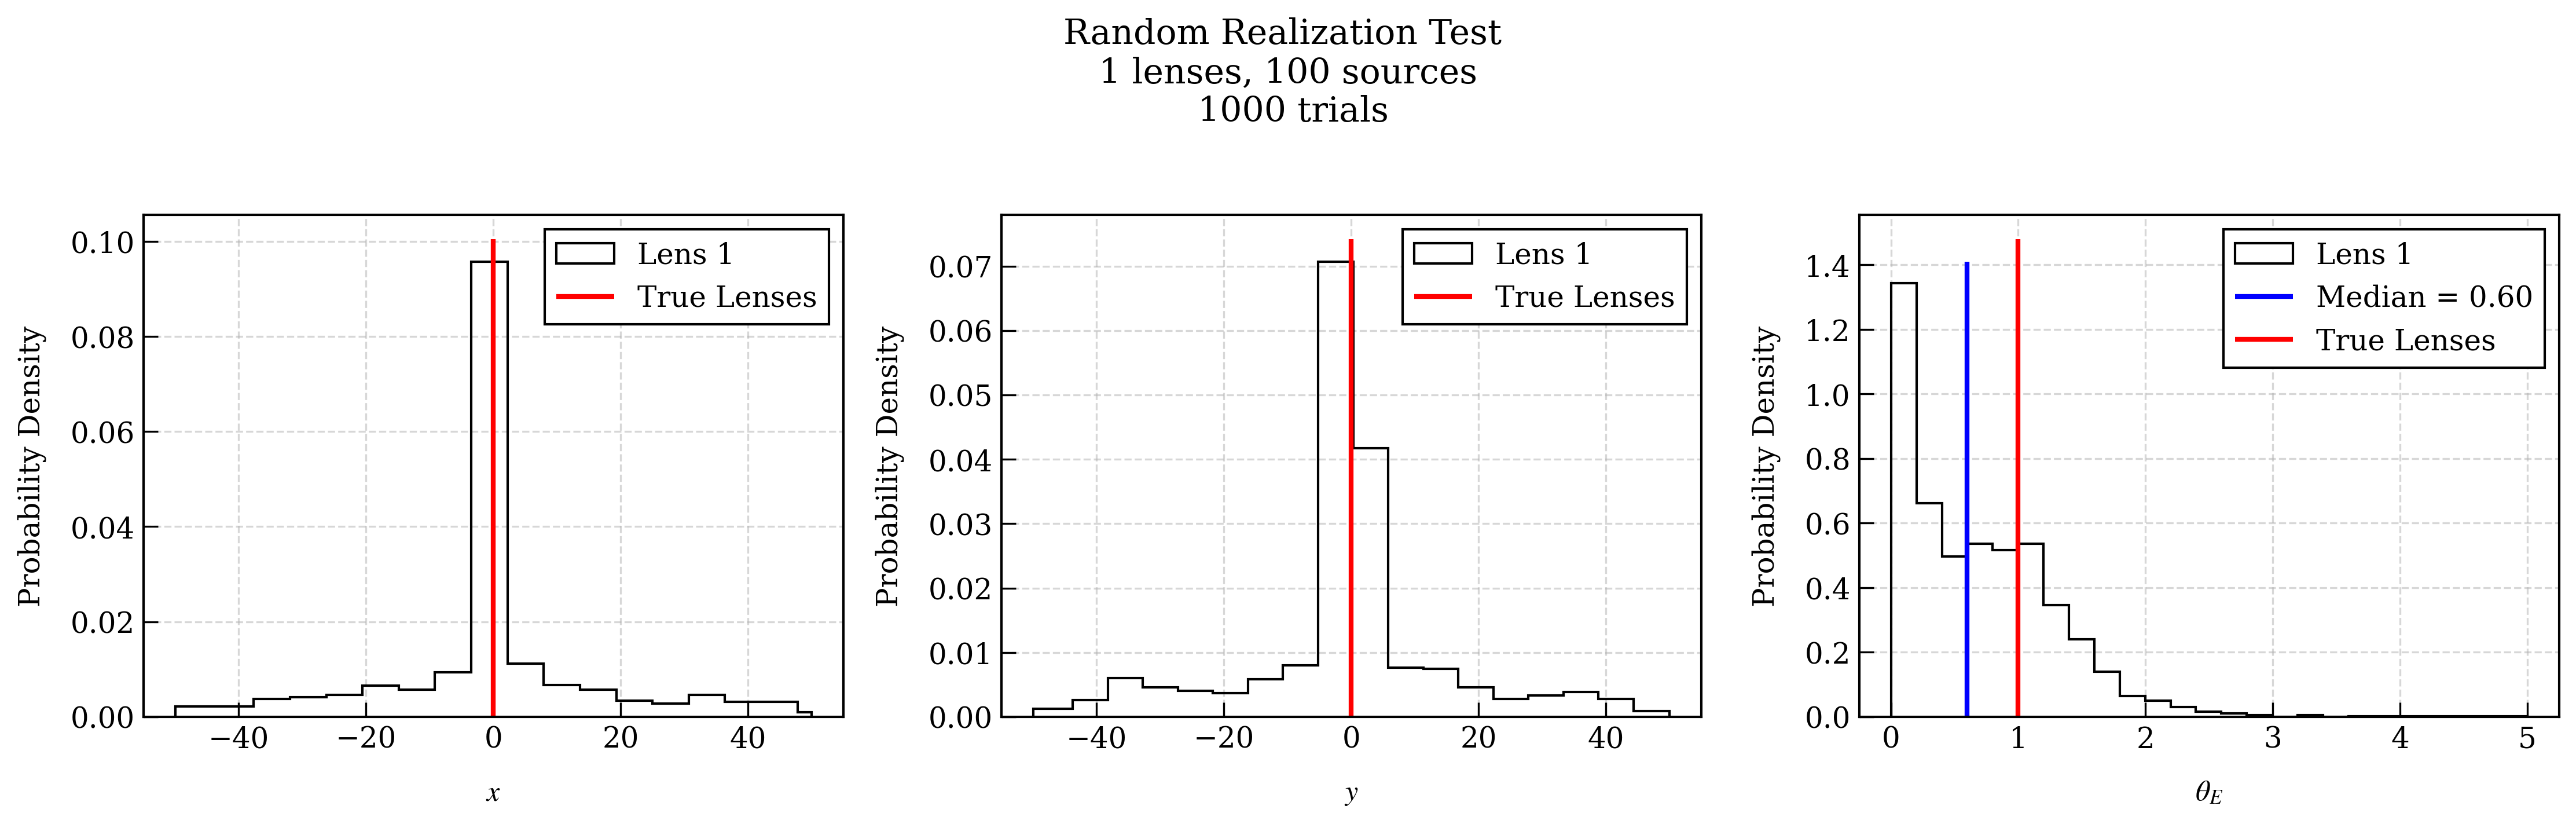 Random Realization Test
1 lenses, 100 sources
1000 trials
Probability Density
0.10
0.08
0.06
0.04
0.02
0.00
−40
−20
0
20
40
x
Lens 1
True Lenses
Probability Density
0.07
0.06
0.05
0.04
0.03
0.02
0.01
0.00
−40
−20
0
20
40
y
Lens 1
True Lenses
Probability Density
1.4
1.2
1.0
0.8
0.6
0.4
0.2
0.0
0
1
2
3
4
5
θ_E
Lens 1
Median = 0.60
True Lenses